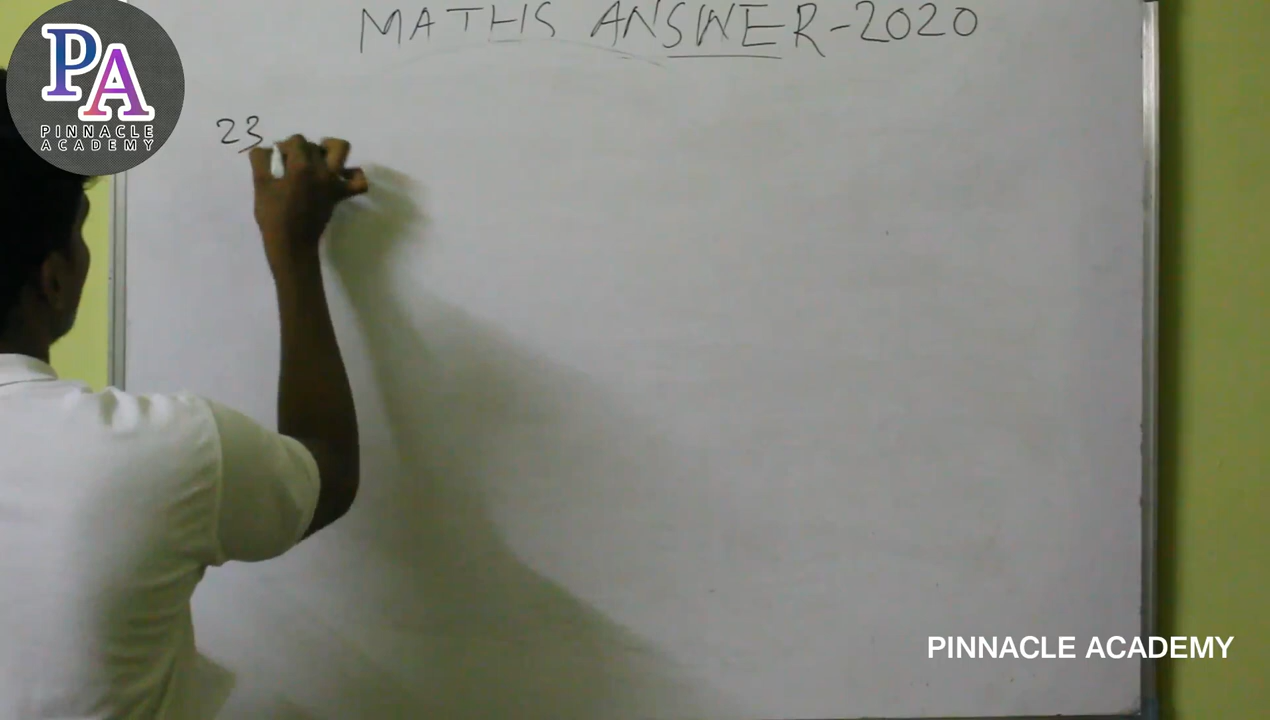 MATHS ANSWER-2020
PA
PINNACLE
ACADEMY
23
PINNACLE ACADEMY